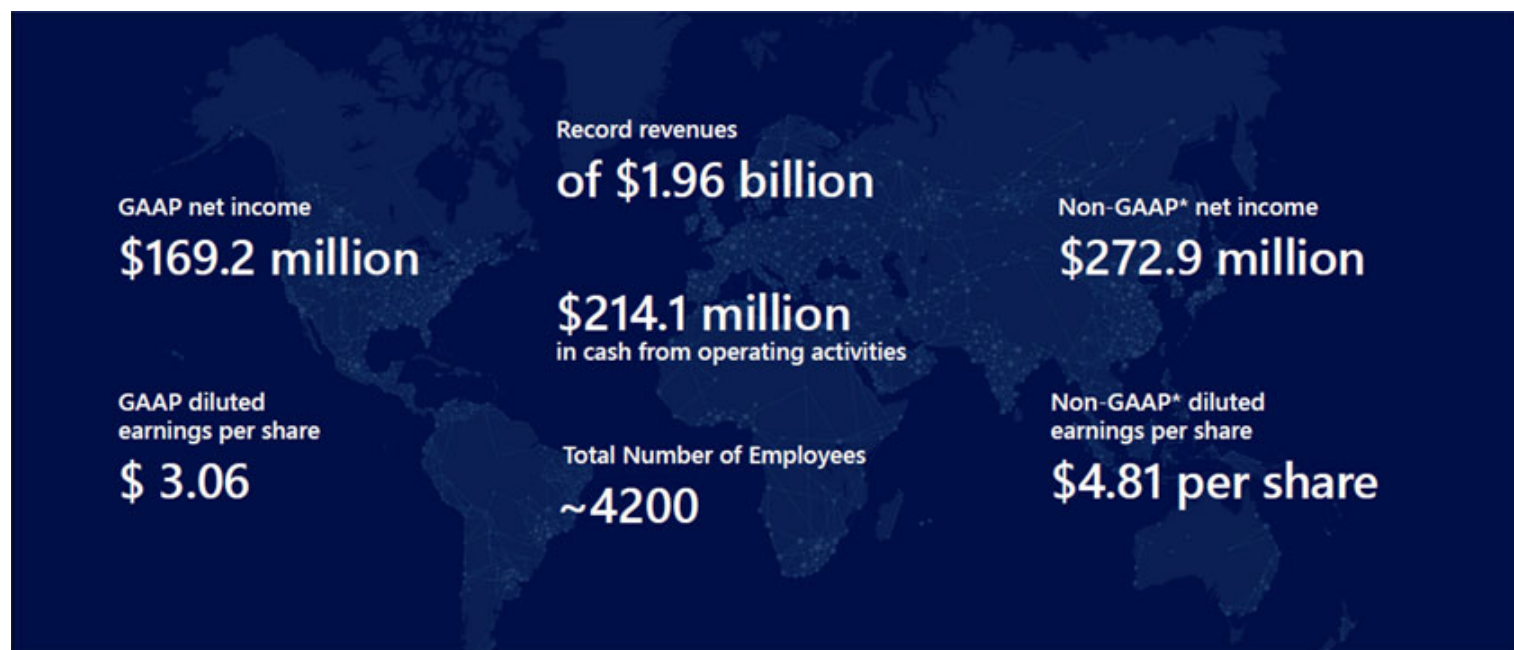 GAAP net income
$169.2 million
GAAP diluted
earnings per share
$ 3.06
Record revenues
of $1.96 billion
$214.1 million
in cash from operating activities
Total Number of Employees
~4200
Non-GAAP* net income
$272.9 million
Non-GAAP* diluted
earnings per share
$4.81 per share